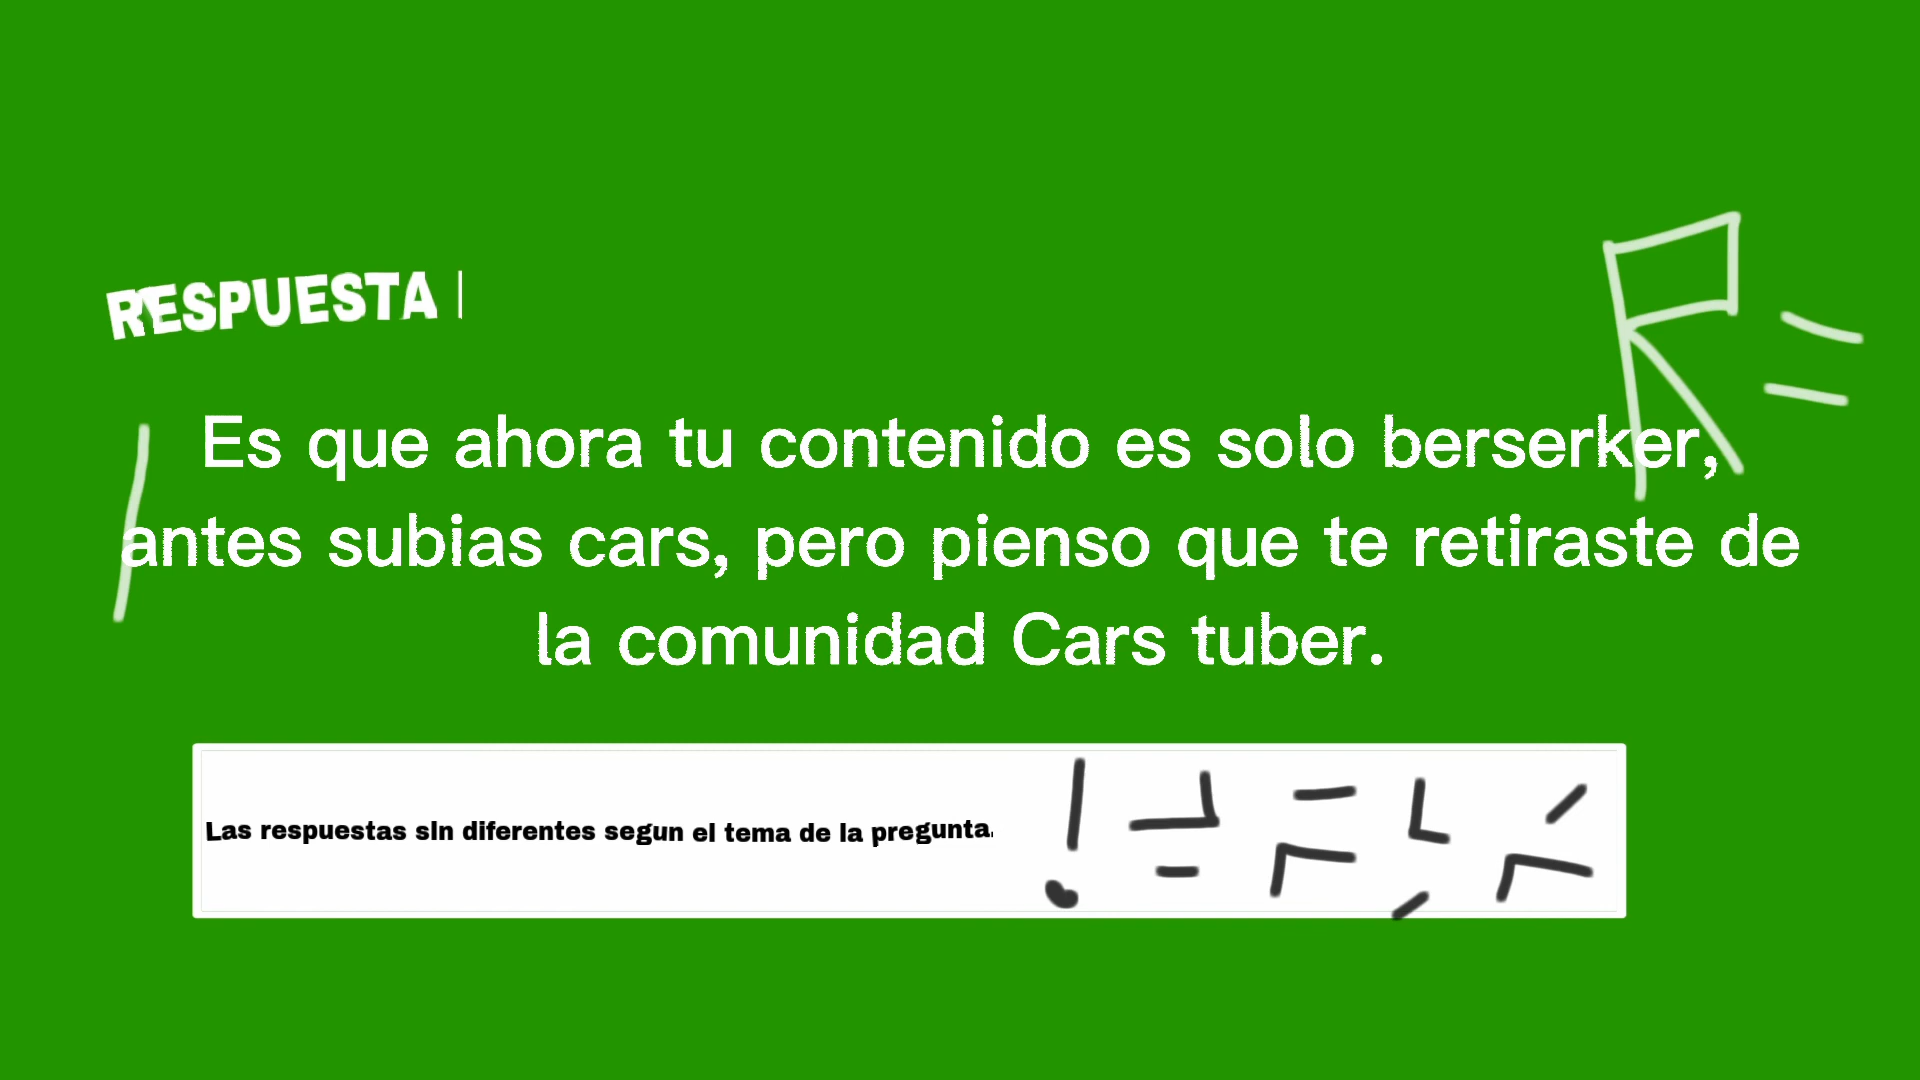 RESPUESTA |
R=
Es que ahora tu contenido es solo berserker,
antes subias cars, pero pienso que te retiraste de
la comunidad Cars tuber.
Las respuestas sin diferentes segun el tema de la pregunta.